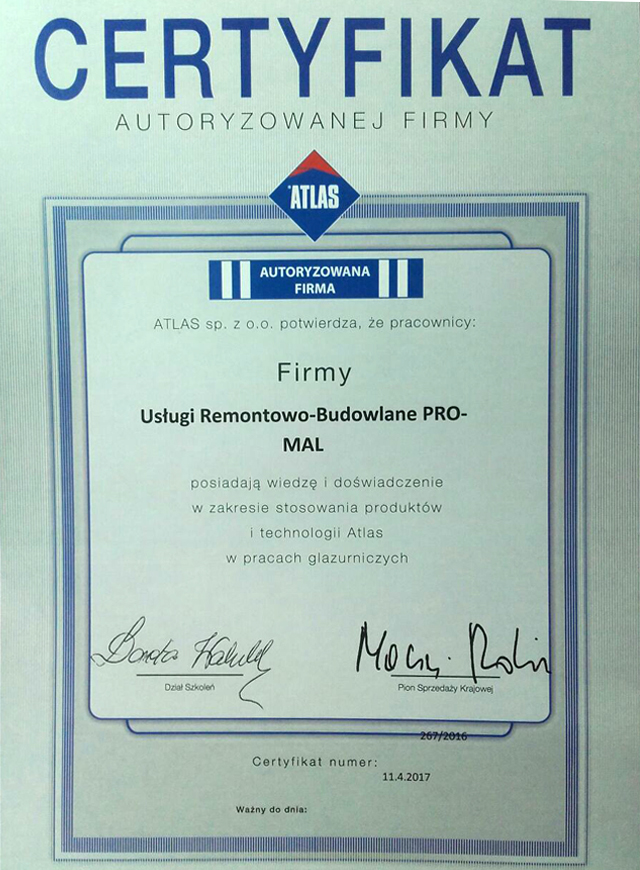 CERTYFIKAT
AUTORYZOWANEJ FIRMY
ATLAS
AUTORYZOWANA
FIRMA
ATLAS sp. z o.o. potwierdza, że pracownicy:
Firmy
Usługi Remontowo-Budowlane PRO-
MAL
posiadają wiedzę i doświadczenie
w zakresie stosowania produktów
i technologii Atlas
w pracach glazurniczych
Dział Szkoleń
Pion Sprzedaży Krajowej
267/2016
Certyfikat numer:
11.4.2017
Ważny do dnia: